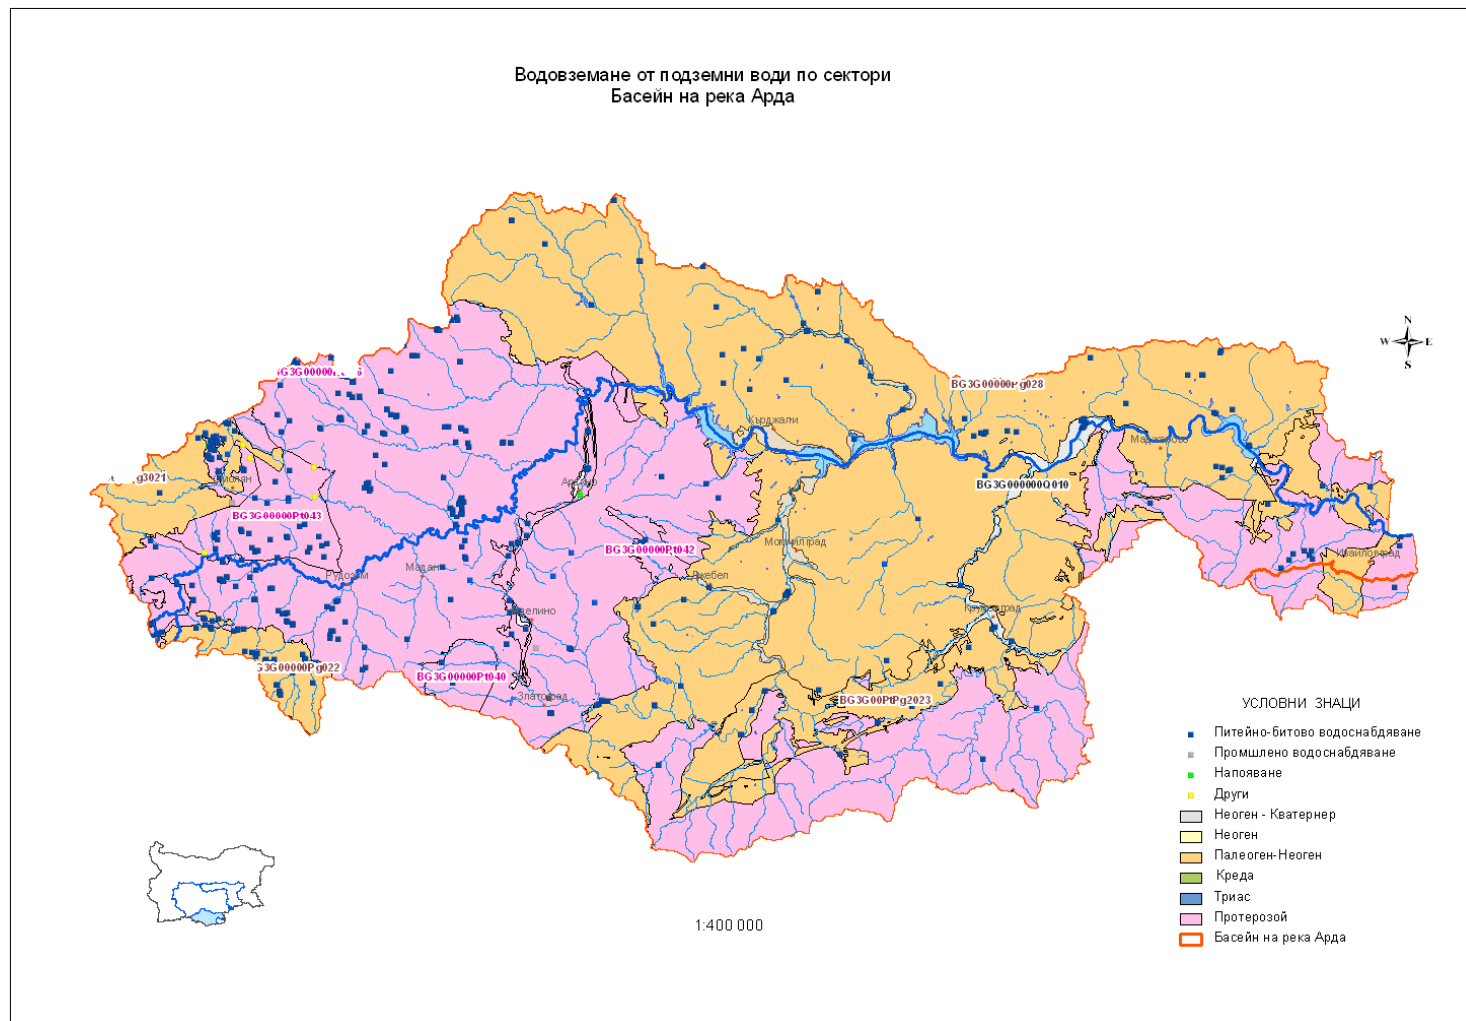 Водовземане от подземни води по сектори
Басейн на река Арда
N
W E
S
BG3G00000Pg028
Кърджали
BG3G000000Q010
BG3G00000Pt043
Ардино
BG3G00000Pt042
Момчилград
Джебел
Рудозем
Мадан
Ивайловград
Крумовград
BG3G00000Pt040
Златоград
BG3G00PtPg2023
УСЛОВНИ ЗНАЦИ
Питейно-битово водоснабдяване
Промшлено водоснабдяване
Напояване
Други
Неоген - Кватернер
Неоген
Палеоген-Неоген
Креда
Триас
Протерозой
Басейн на река Арда
1:400 000